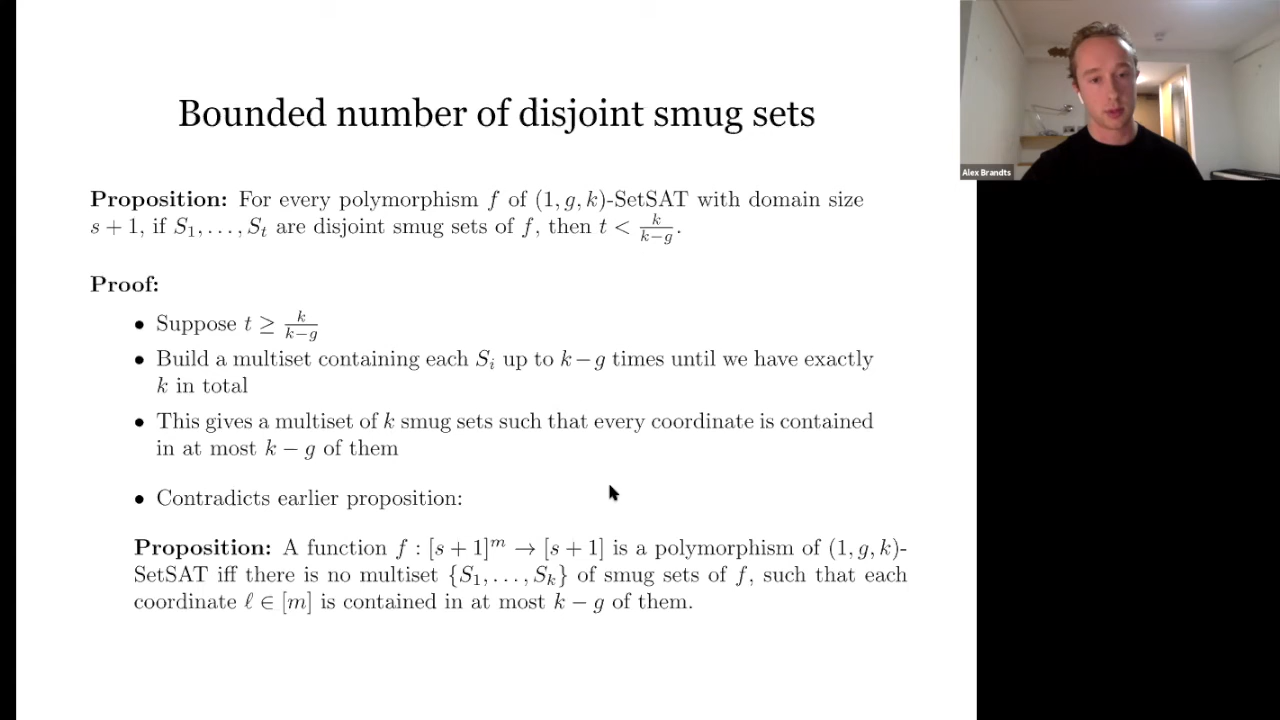 Bounded number of disjoint smug sets
Alex Brandts
Proposition: For every polymorphism f of (1, g, k)-SetSAT with domain size
s + 1, if S₁, . . . , Sₜ are disjoint smug sets of f, then t < k/(k−g).
Proof:
• Suppose t ≥ k/(k−g)
• Build a multiset containing each Sᵢ up to k − g times until we have exactly
k in total
• This gives a multiset of k smug sets such that every coordinate is contained
in at most k − g of them
• Contradicts earlier proposition:
Proposition: A function f : [s + 1]ᵐ → [s + 1] is a polymorphism of (1, g, k)-
SetSAT iff there is no multiset {S₁, . . . , Sₖ} of smug sets of f, such that each
coordinate ℓ ∈ [m] is contained in at most k − g of them.